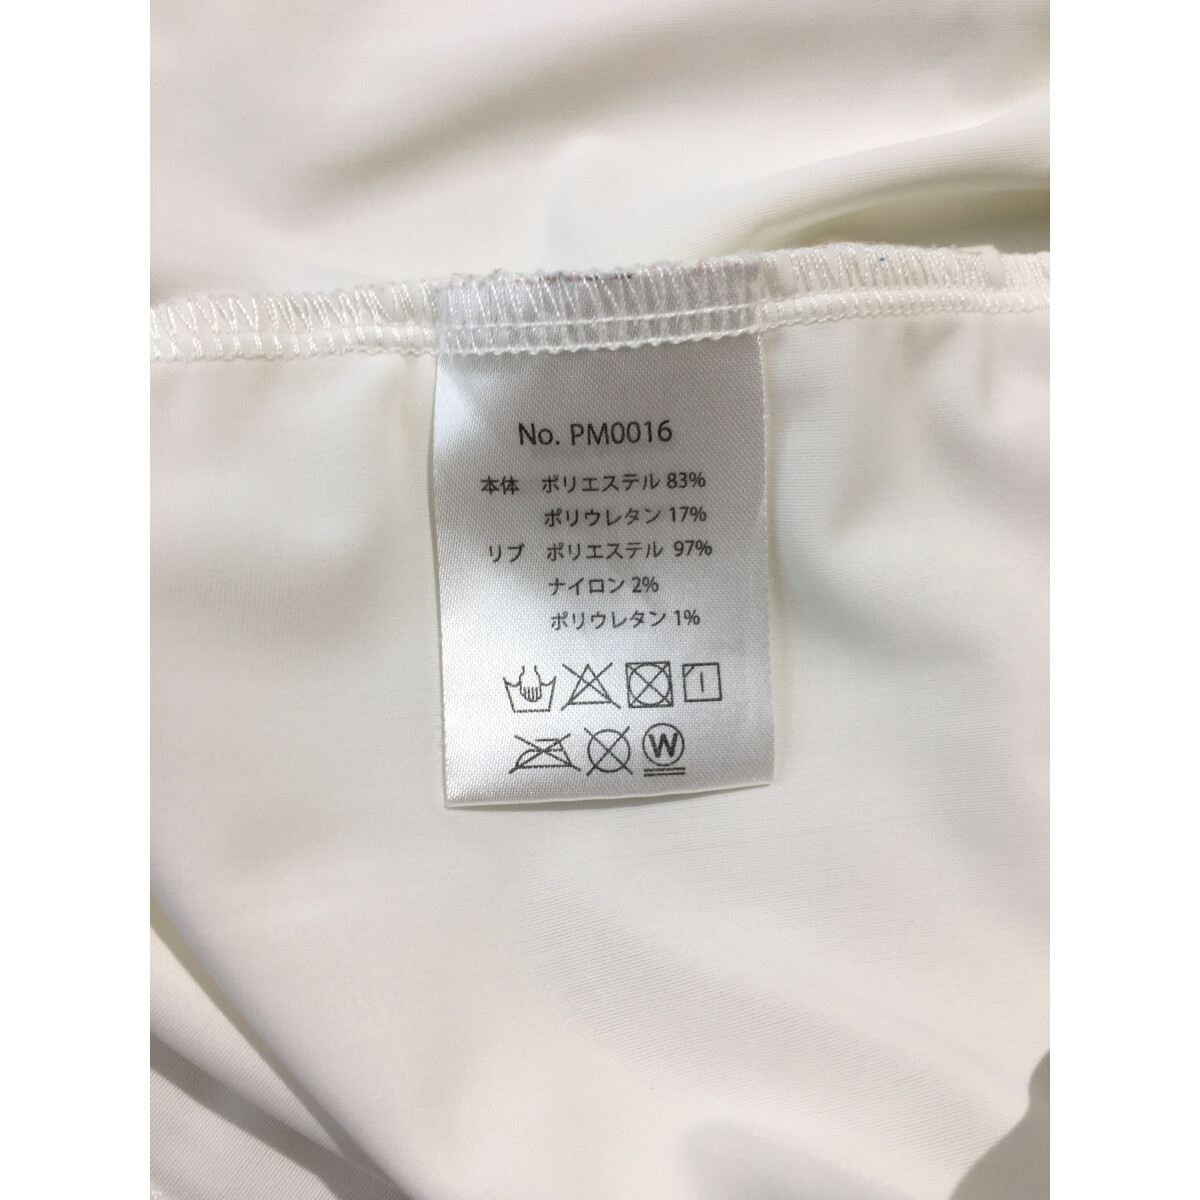 No. PM0016
本体 ポリエステル 83%
ポリウレタン 17%
リブ ポリエステル 97%
ナイロン 2%
ポリウレタン 1%
W